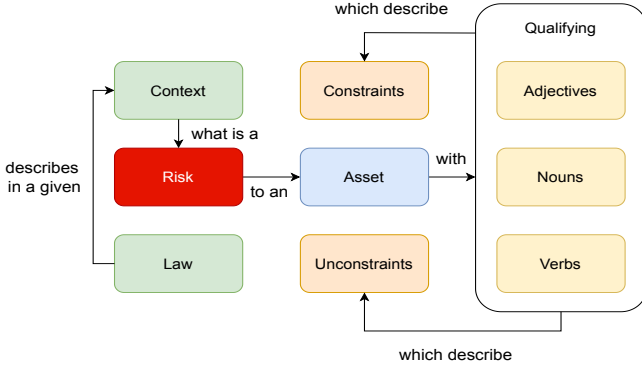 which describe
Qualifying
Context
Constraints
Adjectives
what is a
describes
in a given
Risk
to an
Asset
with
Nouns
Law
Unconstraints
Verbs
which describe